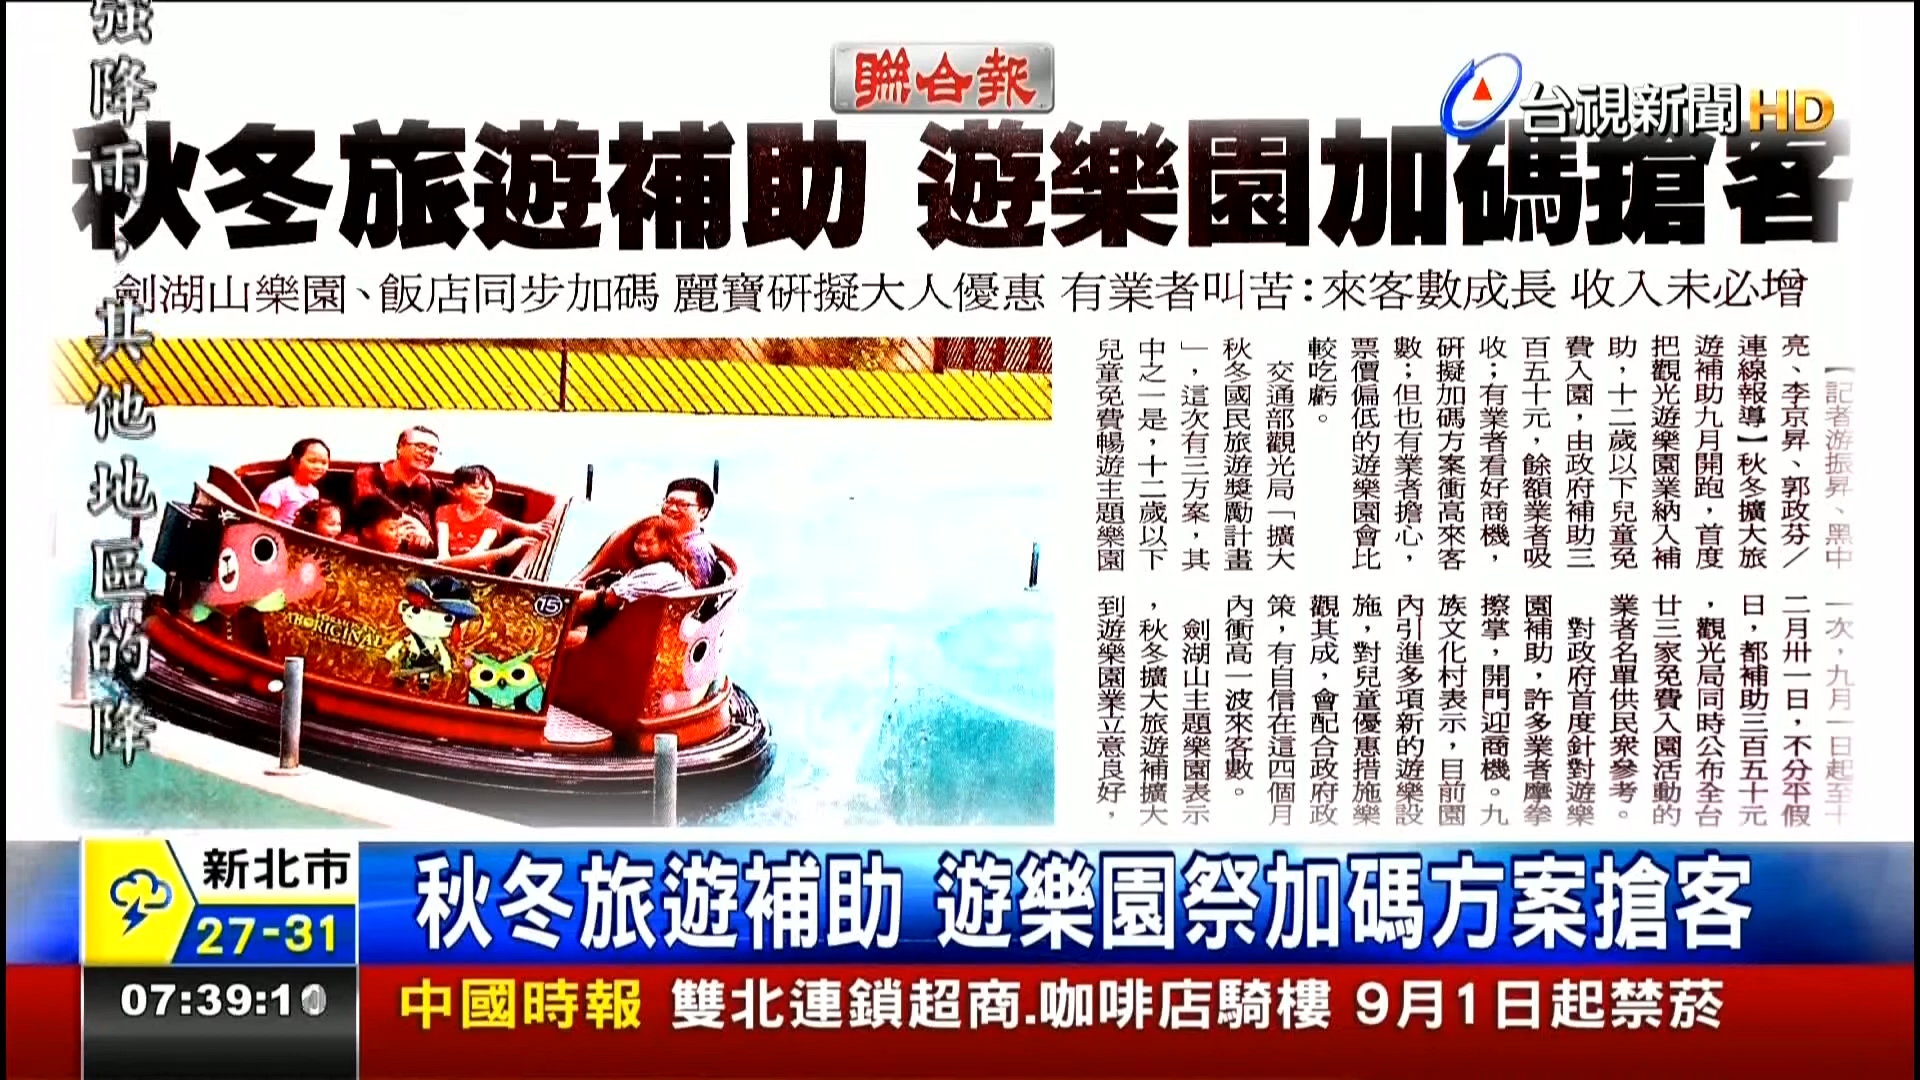 強降雨，其他地區的降
聯合報
台視新聞HD
秋冬旅遊補助 遊樂園加碼搶客
劍湖山樂園、飯店同步加碼 麗寶研擬大人優惠 有業者叫苦：來客數成長 收入未必增
【記者游振昇、黑中
亮、李京昇、郭政芬／
連線報導】秋冬擴大旅
遊補助九月開跑，首度
把觀光遊樂園業納入補
助，十二歲以下兒童免
費入園，由政府補助三
百五十元，餘額業者吸
收；有業者看好商機，
研擬加碼方案衝高來客
數；但也有業者擔心，
票價偏低的遊樂園會比
較吃虧。
交通部觀光局「擴大
秋冬國民旅遊獎勵計畫
」，這次有三方案，其
中之一是，十二歲以下
兒童免費暢遊主題樂園
一次，九月一日起至十
二月卅一日，不分平假
日，都補助三百五十元
，觀光局同時公布全台
廿三家免費入園活動的
業者名單供民眾參考。
對政府首度針對遊樂
園補助，許多業者摩拳
擦掌，開門迎商機。九
族文化村表示，目前園
內引進多項新的遊樂設
施，對兒童優惠措施樂
觀其成，會配合政府政
策，有自信在這四個月
內衝高一波來客數。
劍湖山主題樂園表示
，秋冬擴大旅遊補擴大
到遊樂園業立意良好，
15
ABORIGINAL
新北市
27-31
秋冬旅遊補助 遊樂園祭加碼方案搶客
07:39:10
中國時報 雙北連鎖超商.咖啡店騎樓 9月1日起禁菸